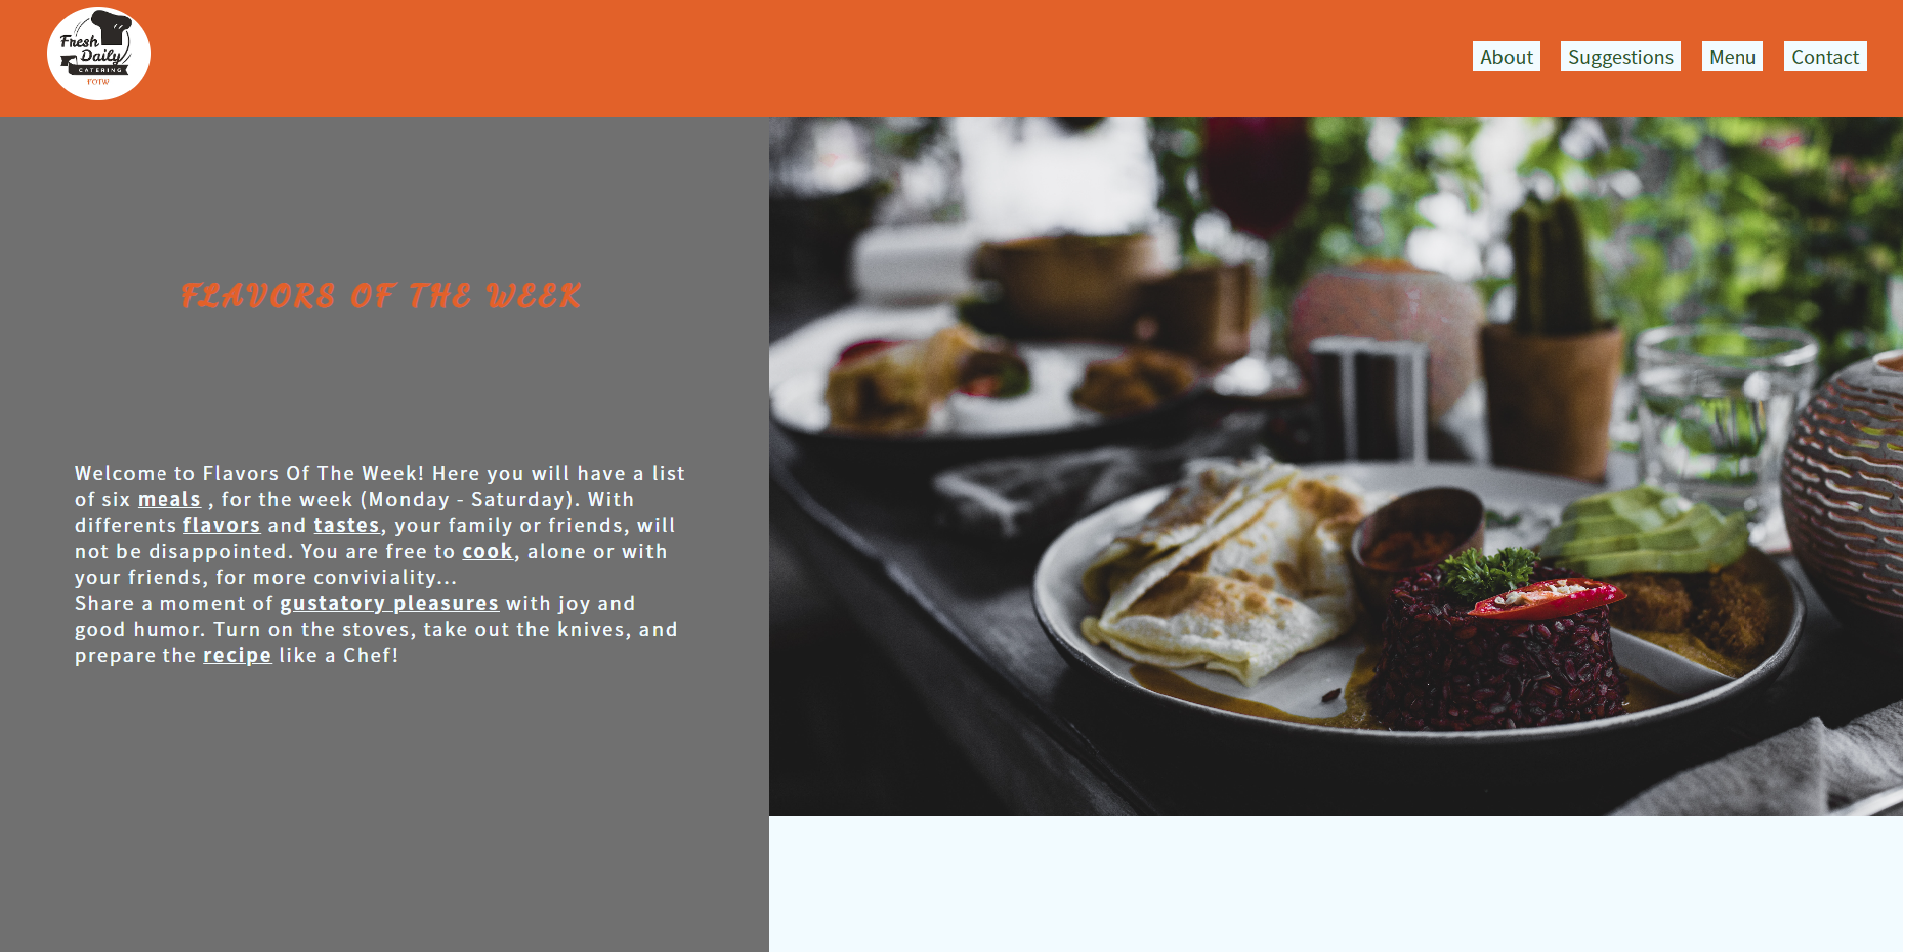 Fresh
Daily
CATERING
FOTW
About Suggestions Menu Contact
FLAVORS OF THE WEEK
Welcome to Flavors Of The Week! Here you will have a list
of six meals , for the week (Monday - Saturday). With
differents flavors and tastes, your family or friends, will
not be disappointed. You are free to cook, alone or with
your friends, for more conviviality...
Share a moment of gustatory pleasures with joy and
good humor. Turn on the stoves, take out the knives, and
prepare the recipe like a Chef!